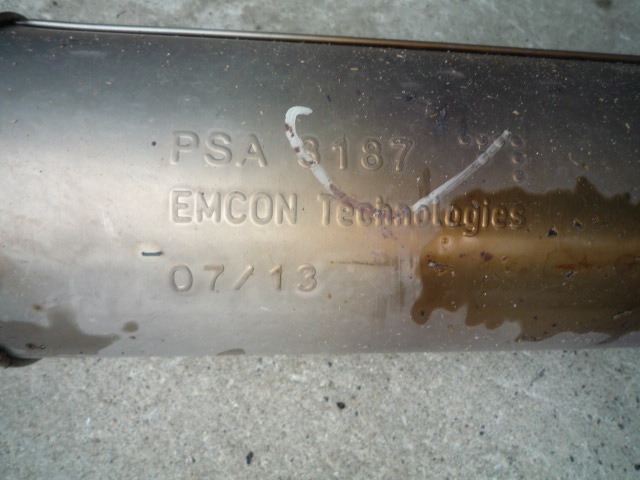 PSA 8187
EMCON Technologies
07/13